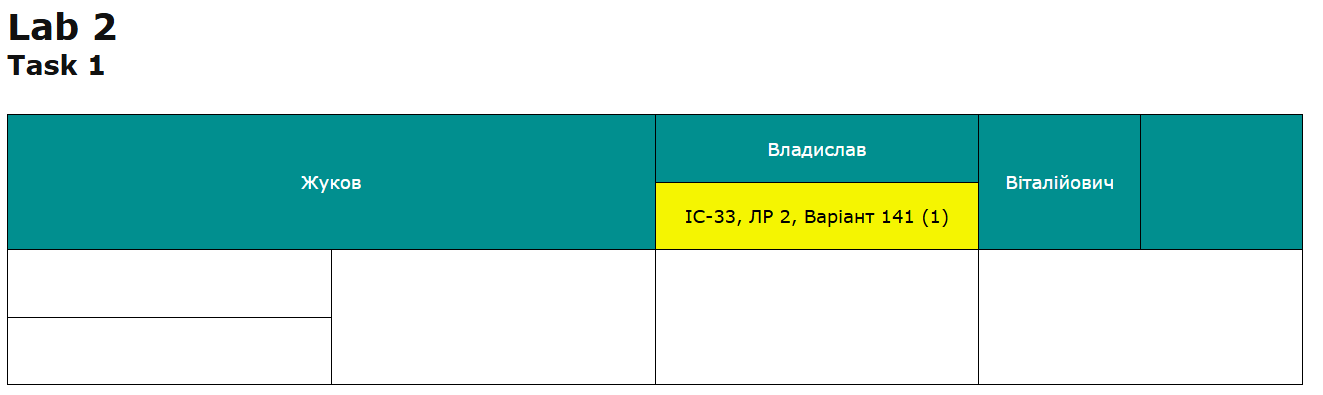 Lab 2
Task 1
Жуков
Владислав
Віталійович
ІС-33, ЛР 2, Варіант 141 (1)